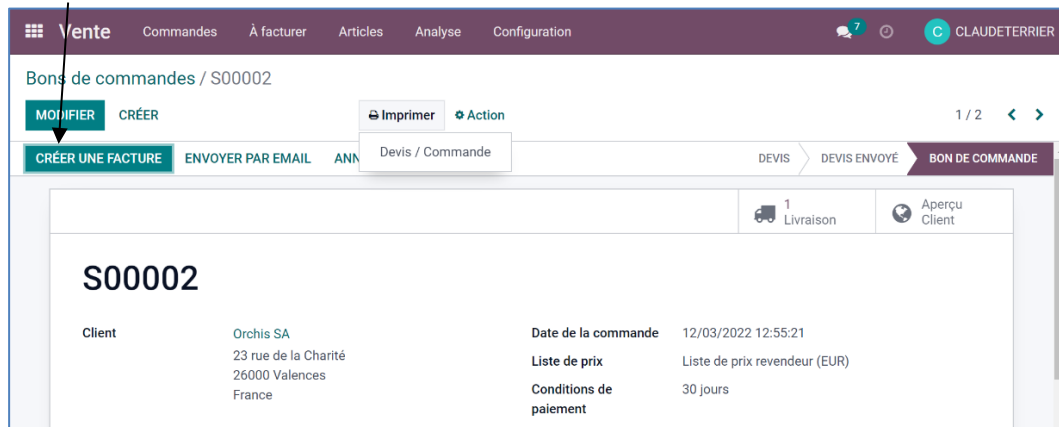 Vente Commandes À facturer Articles Analyse Configuration 7 C CLAUDETERRIER
Bons de commandes / S00002
MODIFIER CRÉER Imprimer Action 1 / 2
Devis / Commande
CRÉER UNE FACTURE ENVOYER PAR EMAIL ANN DEVIS DEVIS ENVOYÉ BON DE COMMANDE
1 Livraison
Aperçu Client
S00002
Client Orchis SA
23 rue de la Charité
26000 Valences
France
Date de la commande 12/03/2022 12:55:21
Liste de prix Liste de prix revendeur (EUR)
Conditions de 30 jours
paiement